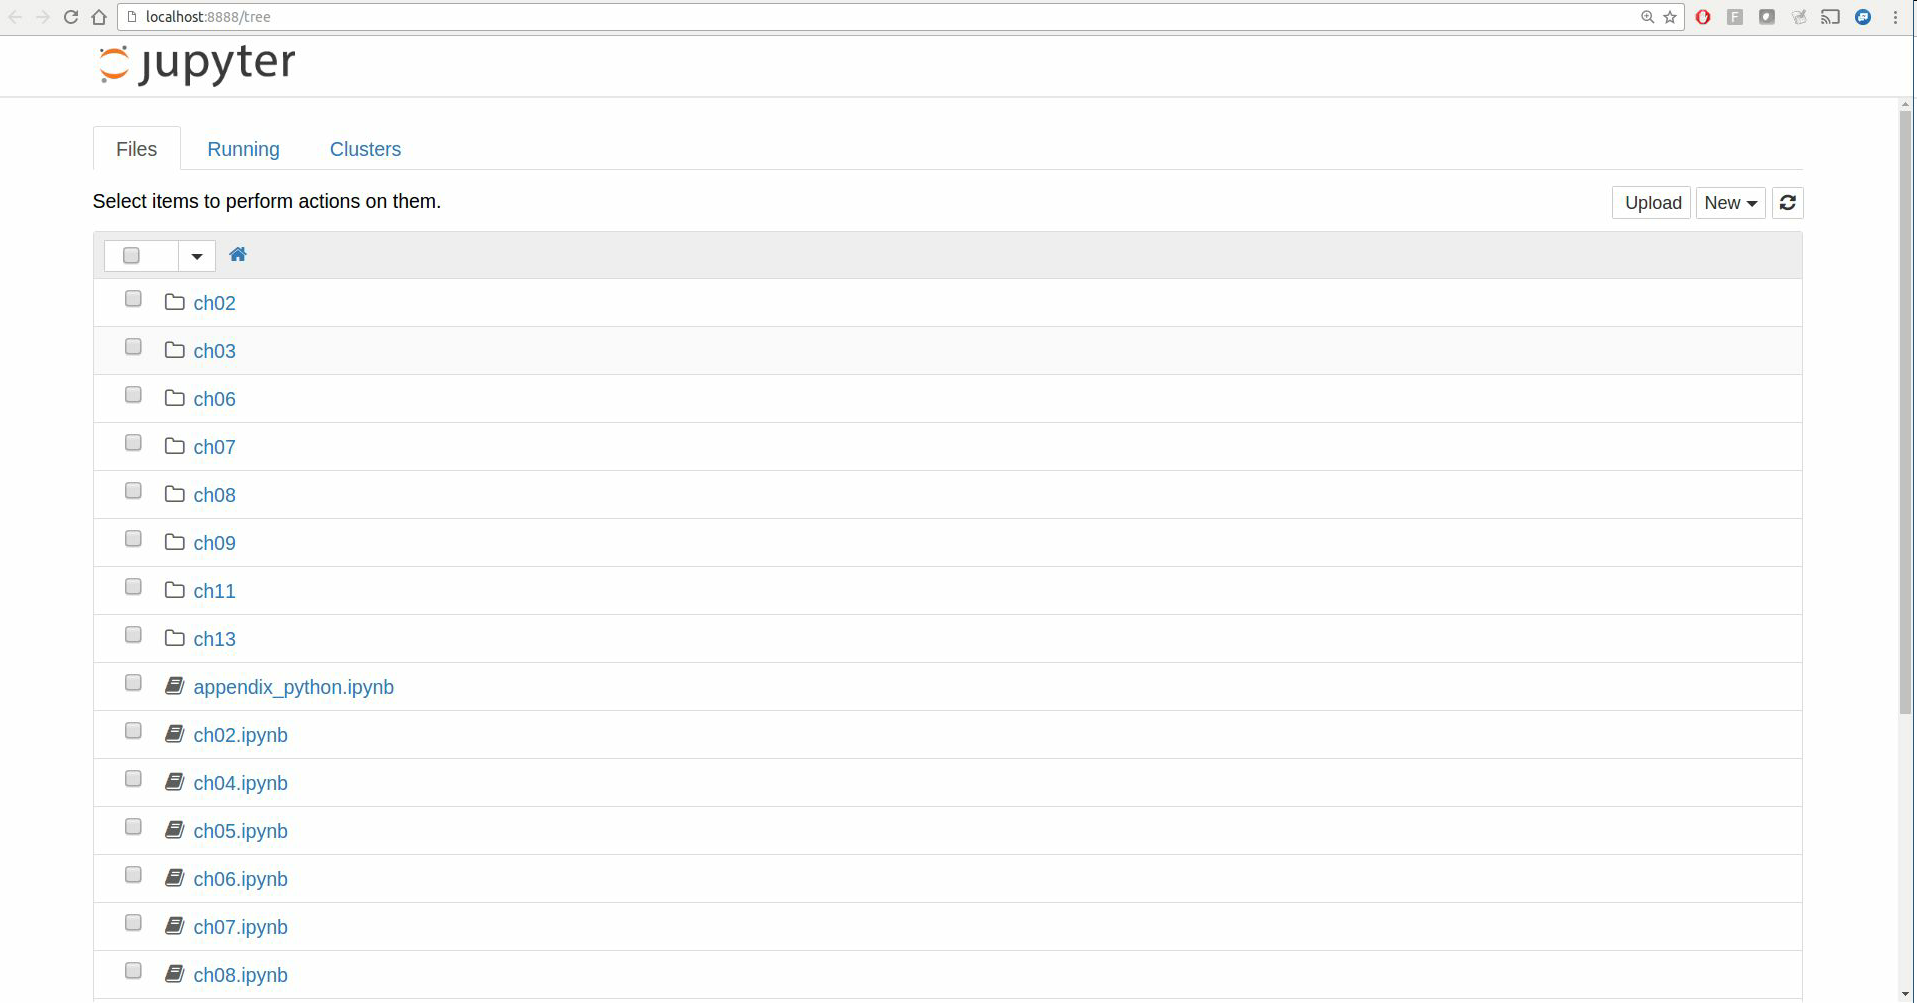 localhost:8888/tree
jupyter
Files Running Clusters
Select items to perform actions on them.
Upload New
ch02
ch03
ch06
ch07
ch08
ch09
ch11
ch13
appendix_python.ipynb
ch02.ipynb
ch04.ipynb
ch05.ipynb
ch06.ipynb
ch07.ipynb
ch08.ipynb